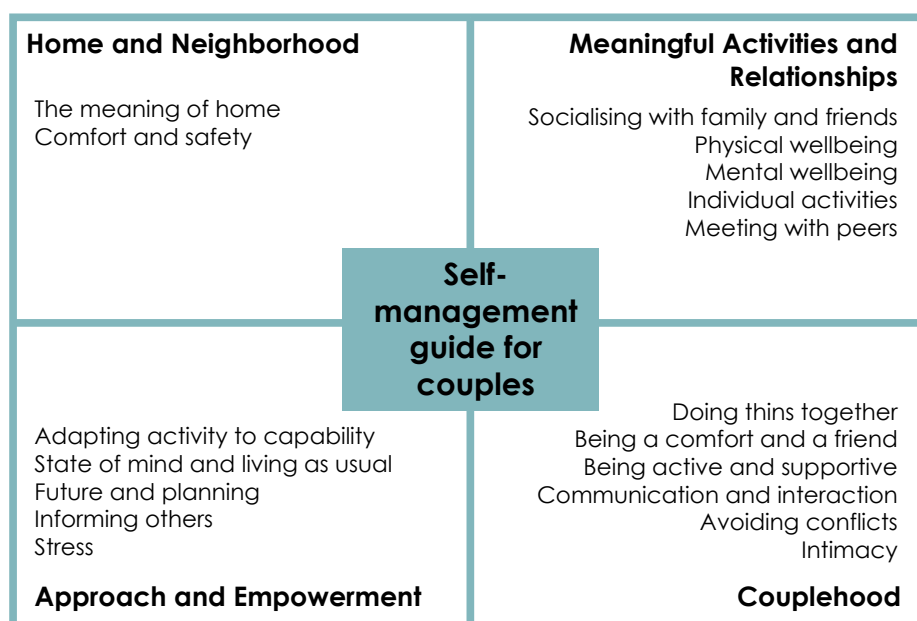 Home and Neighborhood
The meaning of home
Comfort and safety
Meaningful Activities and
Relationships
Socialising with family and friends
Physical wellbeing
Mental wellbeing
Individual activities
Meeting with peers
Self-
management
guide for
couples
Adapting activity to capability
State of mind and living as usual
Future and planning
Informing others
Stress
Approach and Empowerment
Doing thins together
Being a comfort and a friend
Being active and supportive
Communication and interaction
Avoiding conflicts
Intimacy
Couplehood